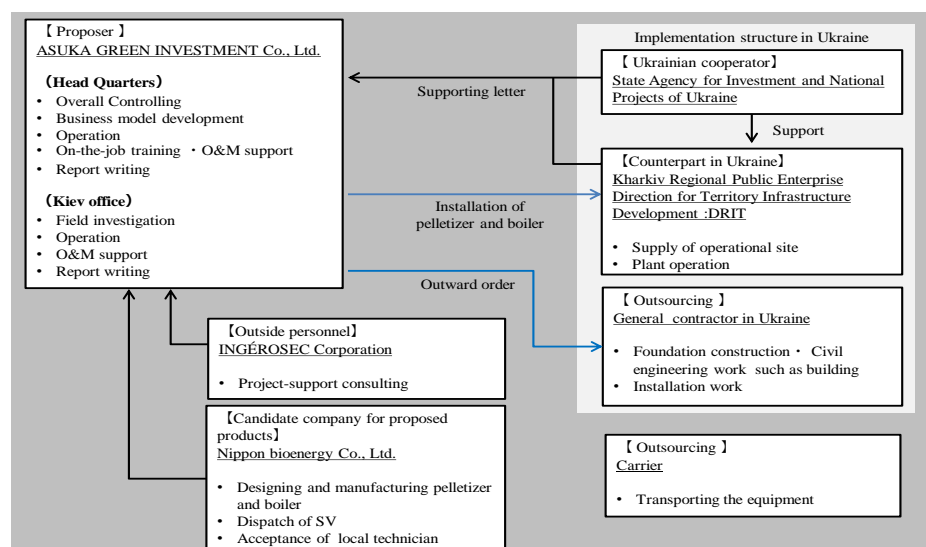 【 Proposer 】
ASUKA GREEN INVESTMENT Co., Ltd.
（Head Quarters）
• Overall Controlling
• Business model development
• Operation
• On-the-job training ・O&M support
• Report writing
（Kiev office）
• Field investigation
• Operation
• O&M support
• Report writing
Supporting letter
Installation of
pelletizer and boiler
Outward order
Implementation structure in Ukraine
【 Ukrainian cooperator】
State Agency for Investment and National
Projects of Ukraine
Support
【Counterpart in Ukraine】
Kharkiv Regional Public Enterprise
Direction for Territory Infrastructure
Development :DRIT
• Supply of operational site
• Plant operation
【 Outsourcing 】
General contractor in Ukraine
• Foundation construction・ Civil
engineering work such as building
• Installation work
【Outside personnel】
INGÉROSEC Corporation
• Project-support consulting
【Candidate company for proposed
products】
Nippon bioenergy Co., Ltd.
• Designing and manufacturing pelletizer
and boiler
• Dispatch of SV
• Acceptance of local technician
【 Outsourcing 】
Carrier
• Transporting the equipment